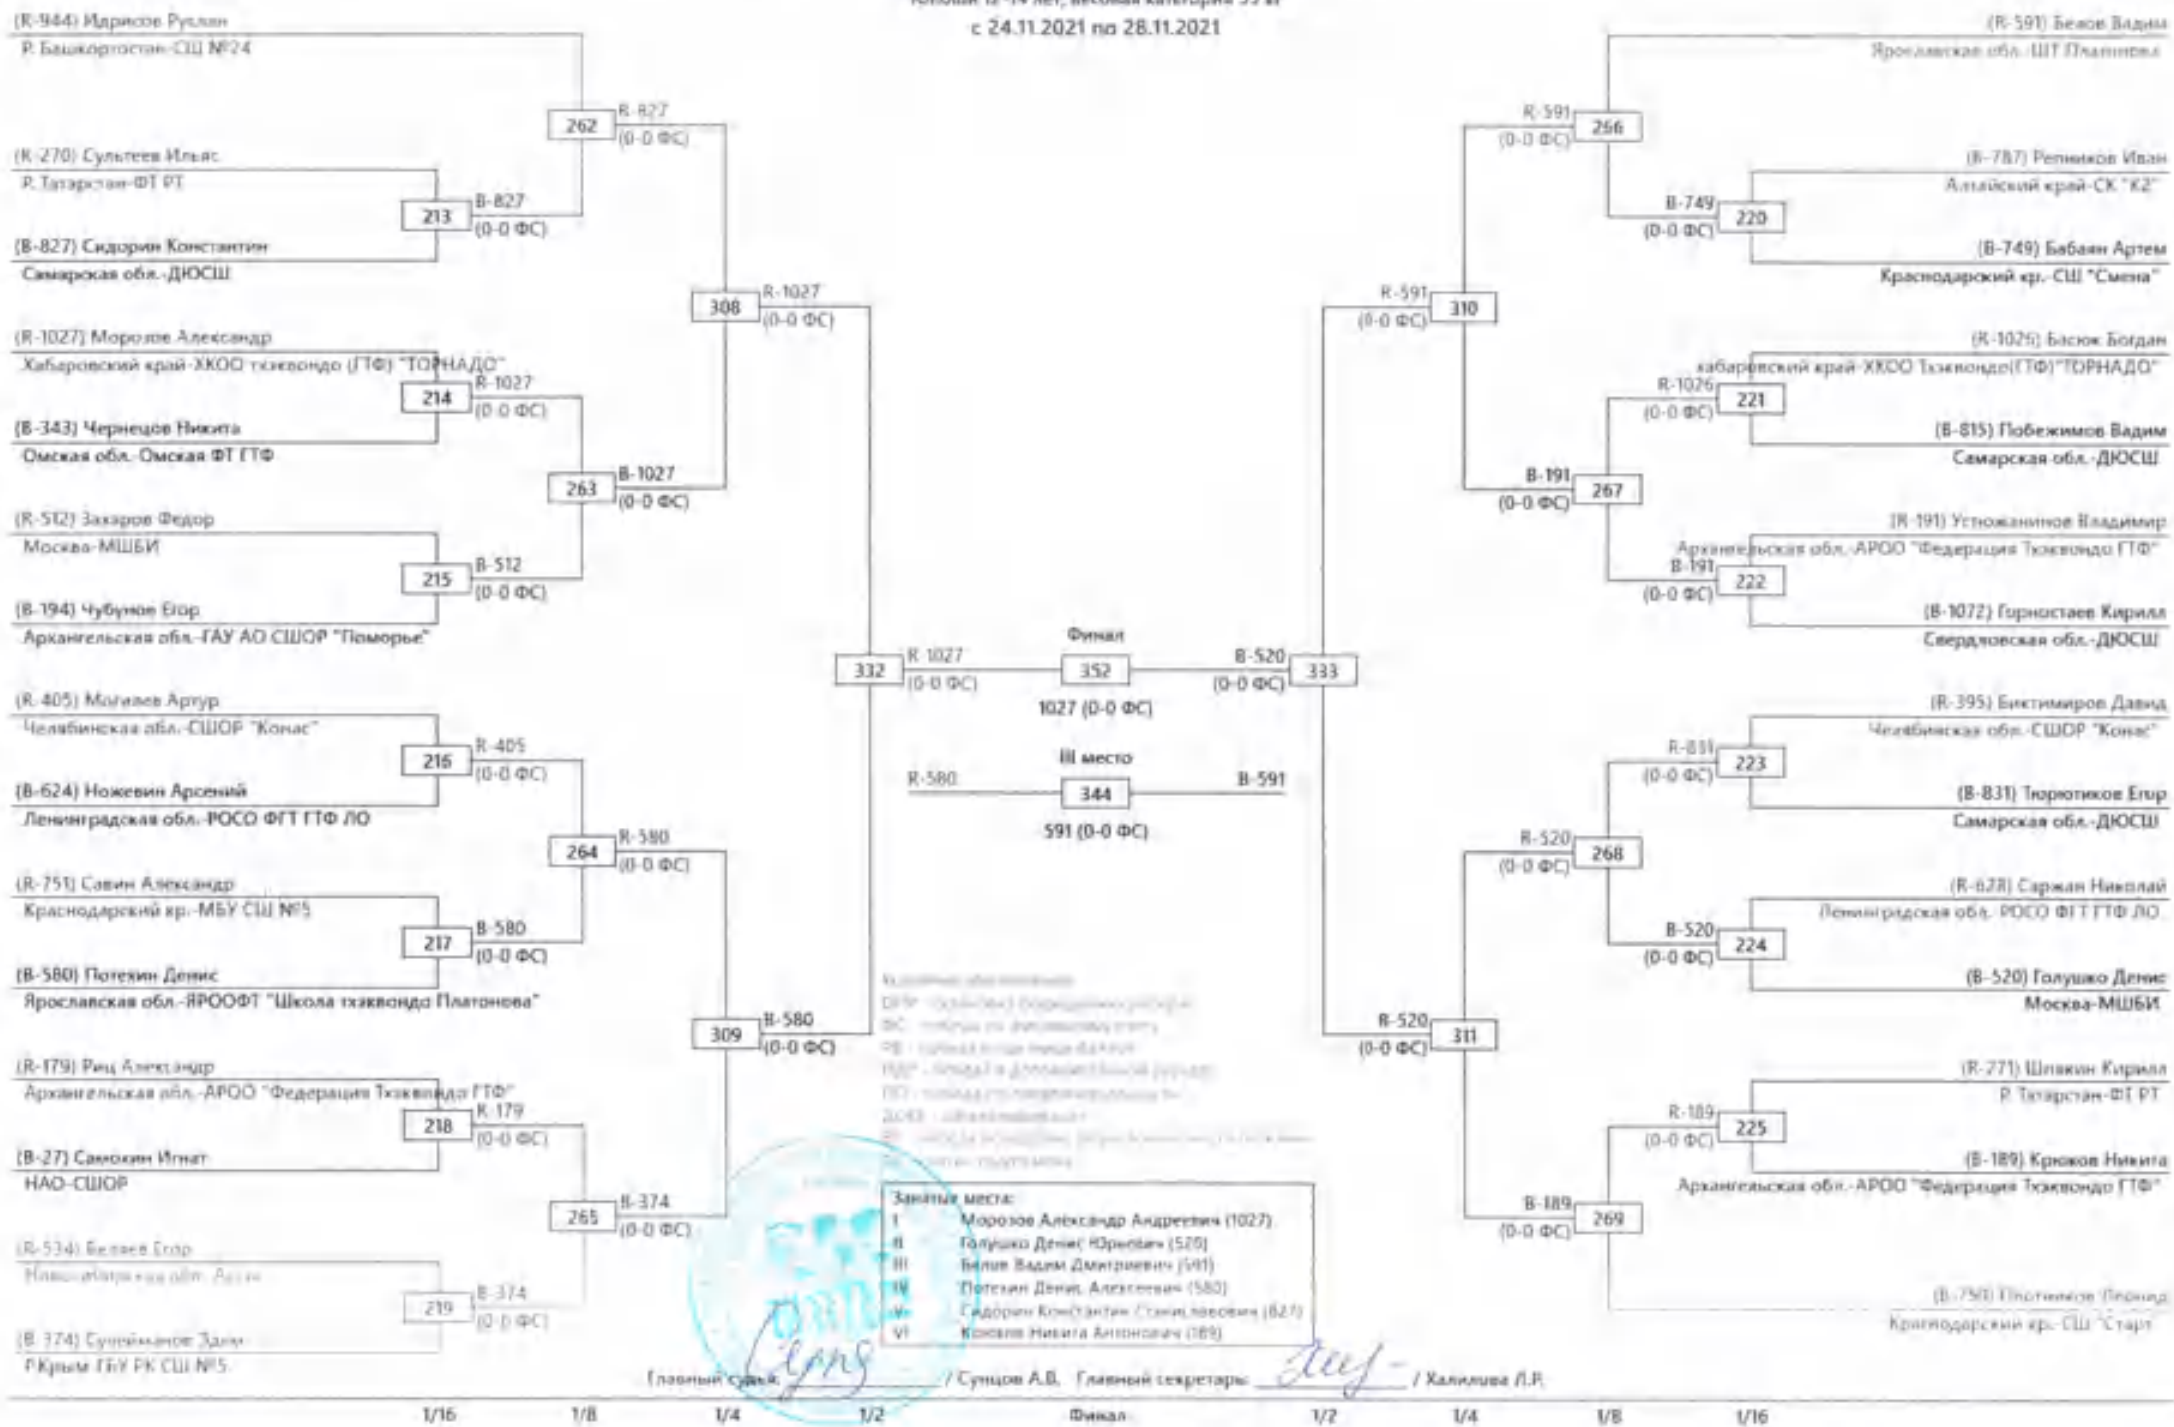 с 24.11.2021 по 28.11.2021
(R-944) Идрисов Руслан
Р. Башкортостан-СШ №24
262
R-827
(0-0 ФС)
(R-270) Сультеев Ильяс
Р. Татарстан-ФТ РТ
213
B-827
(0-0 ФС)
(B-827) Сидорин Константин
Самарская обл.-ДЮСШ
308
R-1027
(0-0 ФС)
(R-1027) Морозов Александр
Хабаровский край-ХКОО тхэквондо (ГТФ) "ТОРНАДО"
214
R-1027
(0-0 ФС)
(B-343) Чернецов Никита
Омская обл.-Омская ФТ ГТФ
263
B-1027
(0-0 ФС)
(R-512) Захаров Федор
Москва-МШБИ
215
B-512
(0-0 ФС)
(B-194) Чубунов Егор
Архангельская обл.-ГАУ АО СШОР "Поморье"
332
R-1027
(0-0 ФС)
(R-405) Могилев Артур
Челябинская обл.-СШОР "Конас"
216
R-405
(0-0 ФС)
(B-624) Ножевин Арсений
Ленинградская обл.-РОСО ФГТ ГТФ ЛО
264
R-580
(0-0 ФС)
(R-751) Савин Александр
Краснодарский кр.-МБУ СШ №5
217
B-580
(0-0 ФС)
(B-580) Потехин Денис
Ярославская обл.-ЯРООФТ "Школа тхэквондо Платонова"
309
B-580
(0-0 ФС)
(R-179) Риц Александр
Архангельская обл.-АРОО "Федерация Тхэквондо ГТФ"
218
R-179
(0-0 ФС)
(B-27) Самокин Игнат
НАО-СШОР
265
B-374
(0-0 ФС)
(R-534) Беляев Егор
219
B-374
(0-0 ФС)
(B-374) Сулейманов Эдем
Р.Крым-ГБУ РК СШ №5
Финал
352
1027 (0-0 ФС)
III место
R-580
344
B-591
591 (0-0 ФС)
(R-591) Белов Вадим
Ярославская обл.-ШТ Платонова
R-591
(0-0 ФС)
266
(B-787) Репников Иван
Алтайский край-СК "К2"
B-749
(0-0 ФС)
220
(B-749) Бабаян Артем
Краснодарский кр.-СШ "Смена"
R-591
(0-0 ФС)
310
(R-1026) Басюк Богдан
хабаровский край-ХКОО Тхэквондо(ГТФ)"ТОРНАДО"
R-1026
(0-0 ФС)
221
(B-815) Побежимов Вадим
Самарская обл.-ДЮСШ
B-191
(0-0 ФС)
267
(R-191) Устюжанинов Владимир
Архангельская обл.-АРОО "Федерация Тхэквондо ГТФ"
B-191
(0-0 ФС)
222
(B-1072) Горностаев Кирилл
Свердловская обл.-ДЮСШ
B-520
(0-0 ФС)
333
(R-395) Биктимиров Давид
Челябинская обл.-СШОР "Конас"
R-831
(0-0 ФС)
223
(B-831) Тюрютиков Егор
Самарская обл.-ДЮСШ
R-520
(0-0 ФС)
268
(R-628) Саржан Николай
Ленинградская обл.-РОСО ФГТ ГТФ ЛО
B-520
(0-0 ФС)
224
(B-520) Голушко Денис
Москва-МШБИ
B-520
(0-0 ФС)
311
(R-271) Шпакин Кирилл
Р. Татарстан-ФТ РТ
R-189
(0-0 ФС)
225
(B-189) Крюков Никита
Архангельская обл.-АРОО "Федерация Тхэквондо ГТФ"
B-189
(0-0 ФС)
269
(B-750) Плотников Леонид
Краснодарский кр.-СШ "Старт"
Занятые места:
I Морозов Александр Андреевич (1027)
II Голушко Денис Юрьевич (520)
III Белов Вадим Дмитриевич (591)
IV Потехин Денис Алексеевич (580)
V Сидорин Константин Станиславович (827)
VI Крюков Никита Антонович (189)
Главный судья: / Сунцов А.В. Главный секретарь: / Халилова Л.Р.
1/16 1/8 1/4 1/2 Финал 1/2 1/4 1/8 1/16